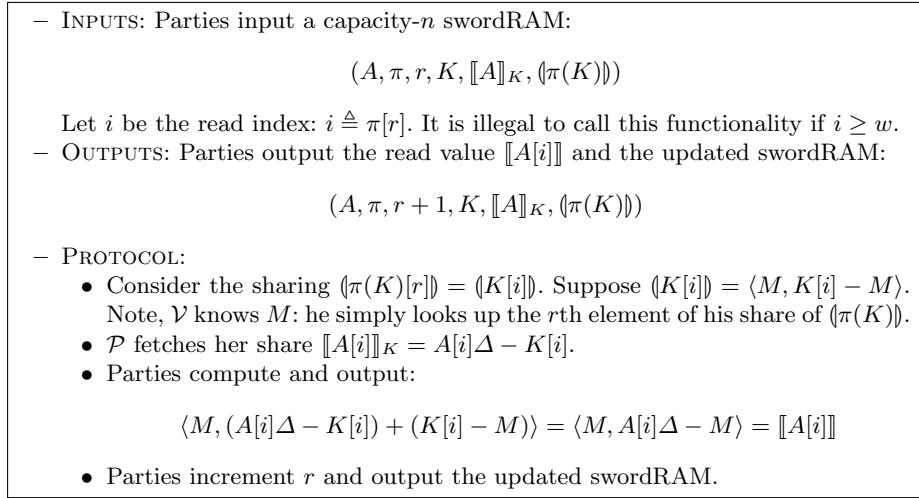 – INPUTS: Parties input a capacity-n swordRAM:
(A, π, r, K, ⟦A⟧_K, ⦇π(K)⦈)
Let i be the read index: i ≜ π[r]. It is illegal to call this functionality if i ≥ w.
– OUTPUTS: Parties output the read value ⟦A[i]⟧ and the updated swordRAM:
(A, π, r + 1, K, ⟦A⟧_K, ⦇π(K)⦈)
– PROTOCOL:
• Consider the sharing ⦇π(K)[r]⦈ = ⦇K[i]⦈. Suppose ⦇K[i]⦈ = ⟨M, K[i] − M⟩.
Note, 𝒱 knows M: he simply looks up the rth element of his share of ⦇π(K)⦈.
• 𝒫 fetches her share ⟦A[i]⟧_K = A[i]Δ − K[i].
• Parties compute and output:
⟨M, (A[i]Δ − K[i]) + (K[i] − M)⟩ = ⟨M, A[i]Δ − M⟩ = ⟦A[i]⟧
• Parties increment r and output the updated swordRAM.